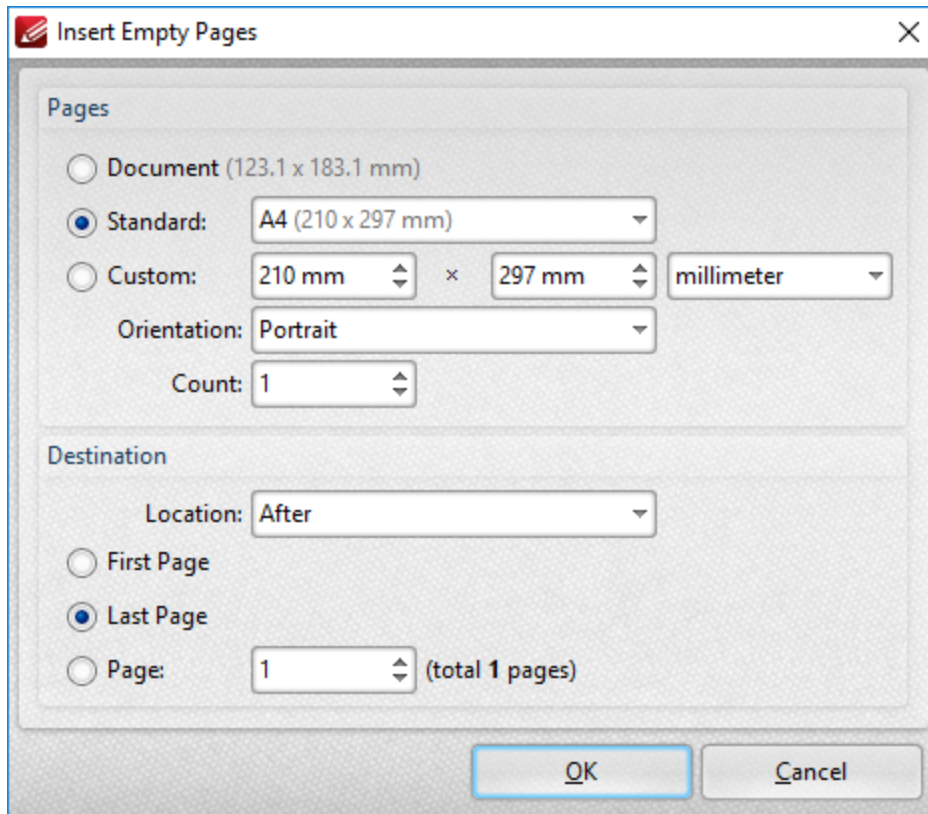 Insert Empty Pages
Pages
Document (123.1 x 183.1 mm)
Standard: A4 (210 x 297 mm)
Custom: 210 mm × 297 mm millimeter
Orientation: Portrait
Count: 1
Destination
Location: After
First Page
Last Page
Page: 1 (total 1 pages)
OK Cancel